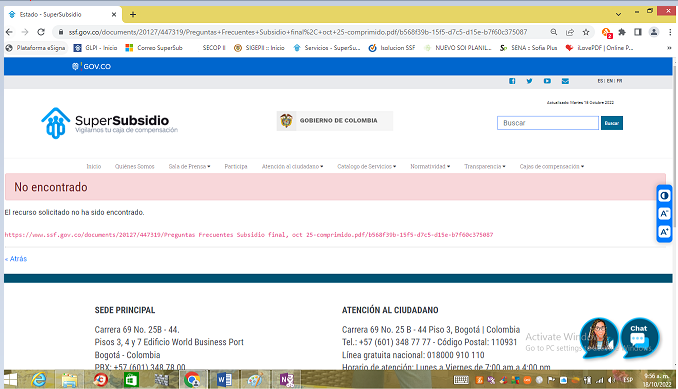 Estado - SuperSubsidio
ssf.gov.co/documents/20127/447319/Preguntas+Frecuentes+Subsidio+final%2C+oct+25-comprimido.pdf/b568f39b-15f5-d7c5-d15e-b7f60c375087
Plataforma eSigna
GLPI - Inicio
Correo SuperSub
SECOP II
SIGEPII :: Inicio
Servicios - SuperSu...
Isolucion SSF
NUEVO SOI PLANIL...
SENA :: Sofia Plus
iLovePDF | Online P...
GOV.CO
ES | EN | FR
Actualizado: Martes 18 Octubre 2022
SuperSubsidio
Vigilamos tu caja de compensación
GOBIERNO DE COLOMBIA
Buscar
Buscar
Inicio
Quiénes Somos
Sala de Prensa
Participa
Atención al ciudadano
Catalogo de Servicios
Normatividad
Transparencia
Cajas de compensación
No encontrado
El recurso solicitado no ha sido encontrado.
https://www.ssf.gov.co/documents/20127/447319/Preguntas Frecuentes Subsidio final, oct 25-comprimido.pdf/b568f39b-15f5-d7c5-d15e-b7f60c375087
« Atrás
A-
A+
SEDE PRINCIPAL
Carrera 69 No. 25B - 44.
Pisos 3, 4 y 7 Edificio World Business Port
Bogotá - Colombia
PBX: +57 (601) 348 78 00
ATENCIÓN AL CIUDADANO
Carrera 69 No. 25 B - 44 Piso 3, Bogotá | Colombia
Tel.: +57 (601) 348 77 77 - Código Postal: 110931
Línea gratuita nacional: 018000 910 110
Horario de atención: Lunes a Viernes de 7:00 am a 4:00 pm
Chat
Activate Windows
Go to PC settings
ESP
9:56 a.m.
18/10/2022